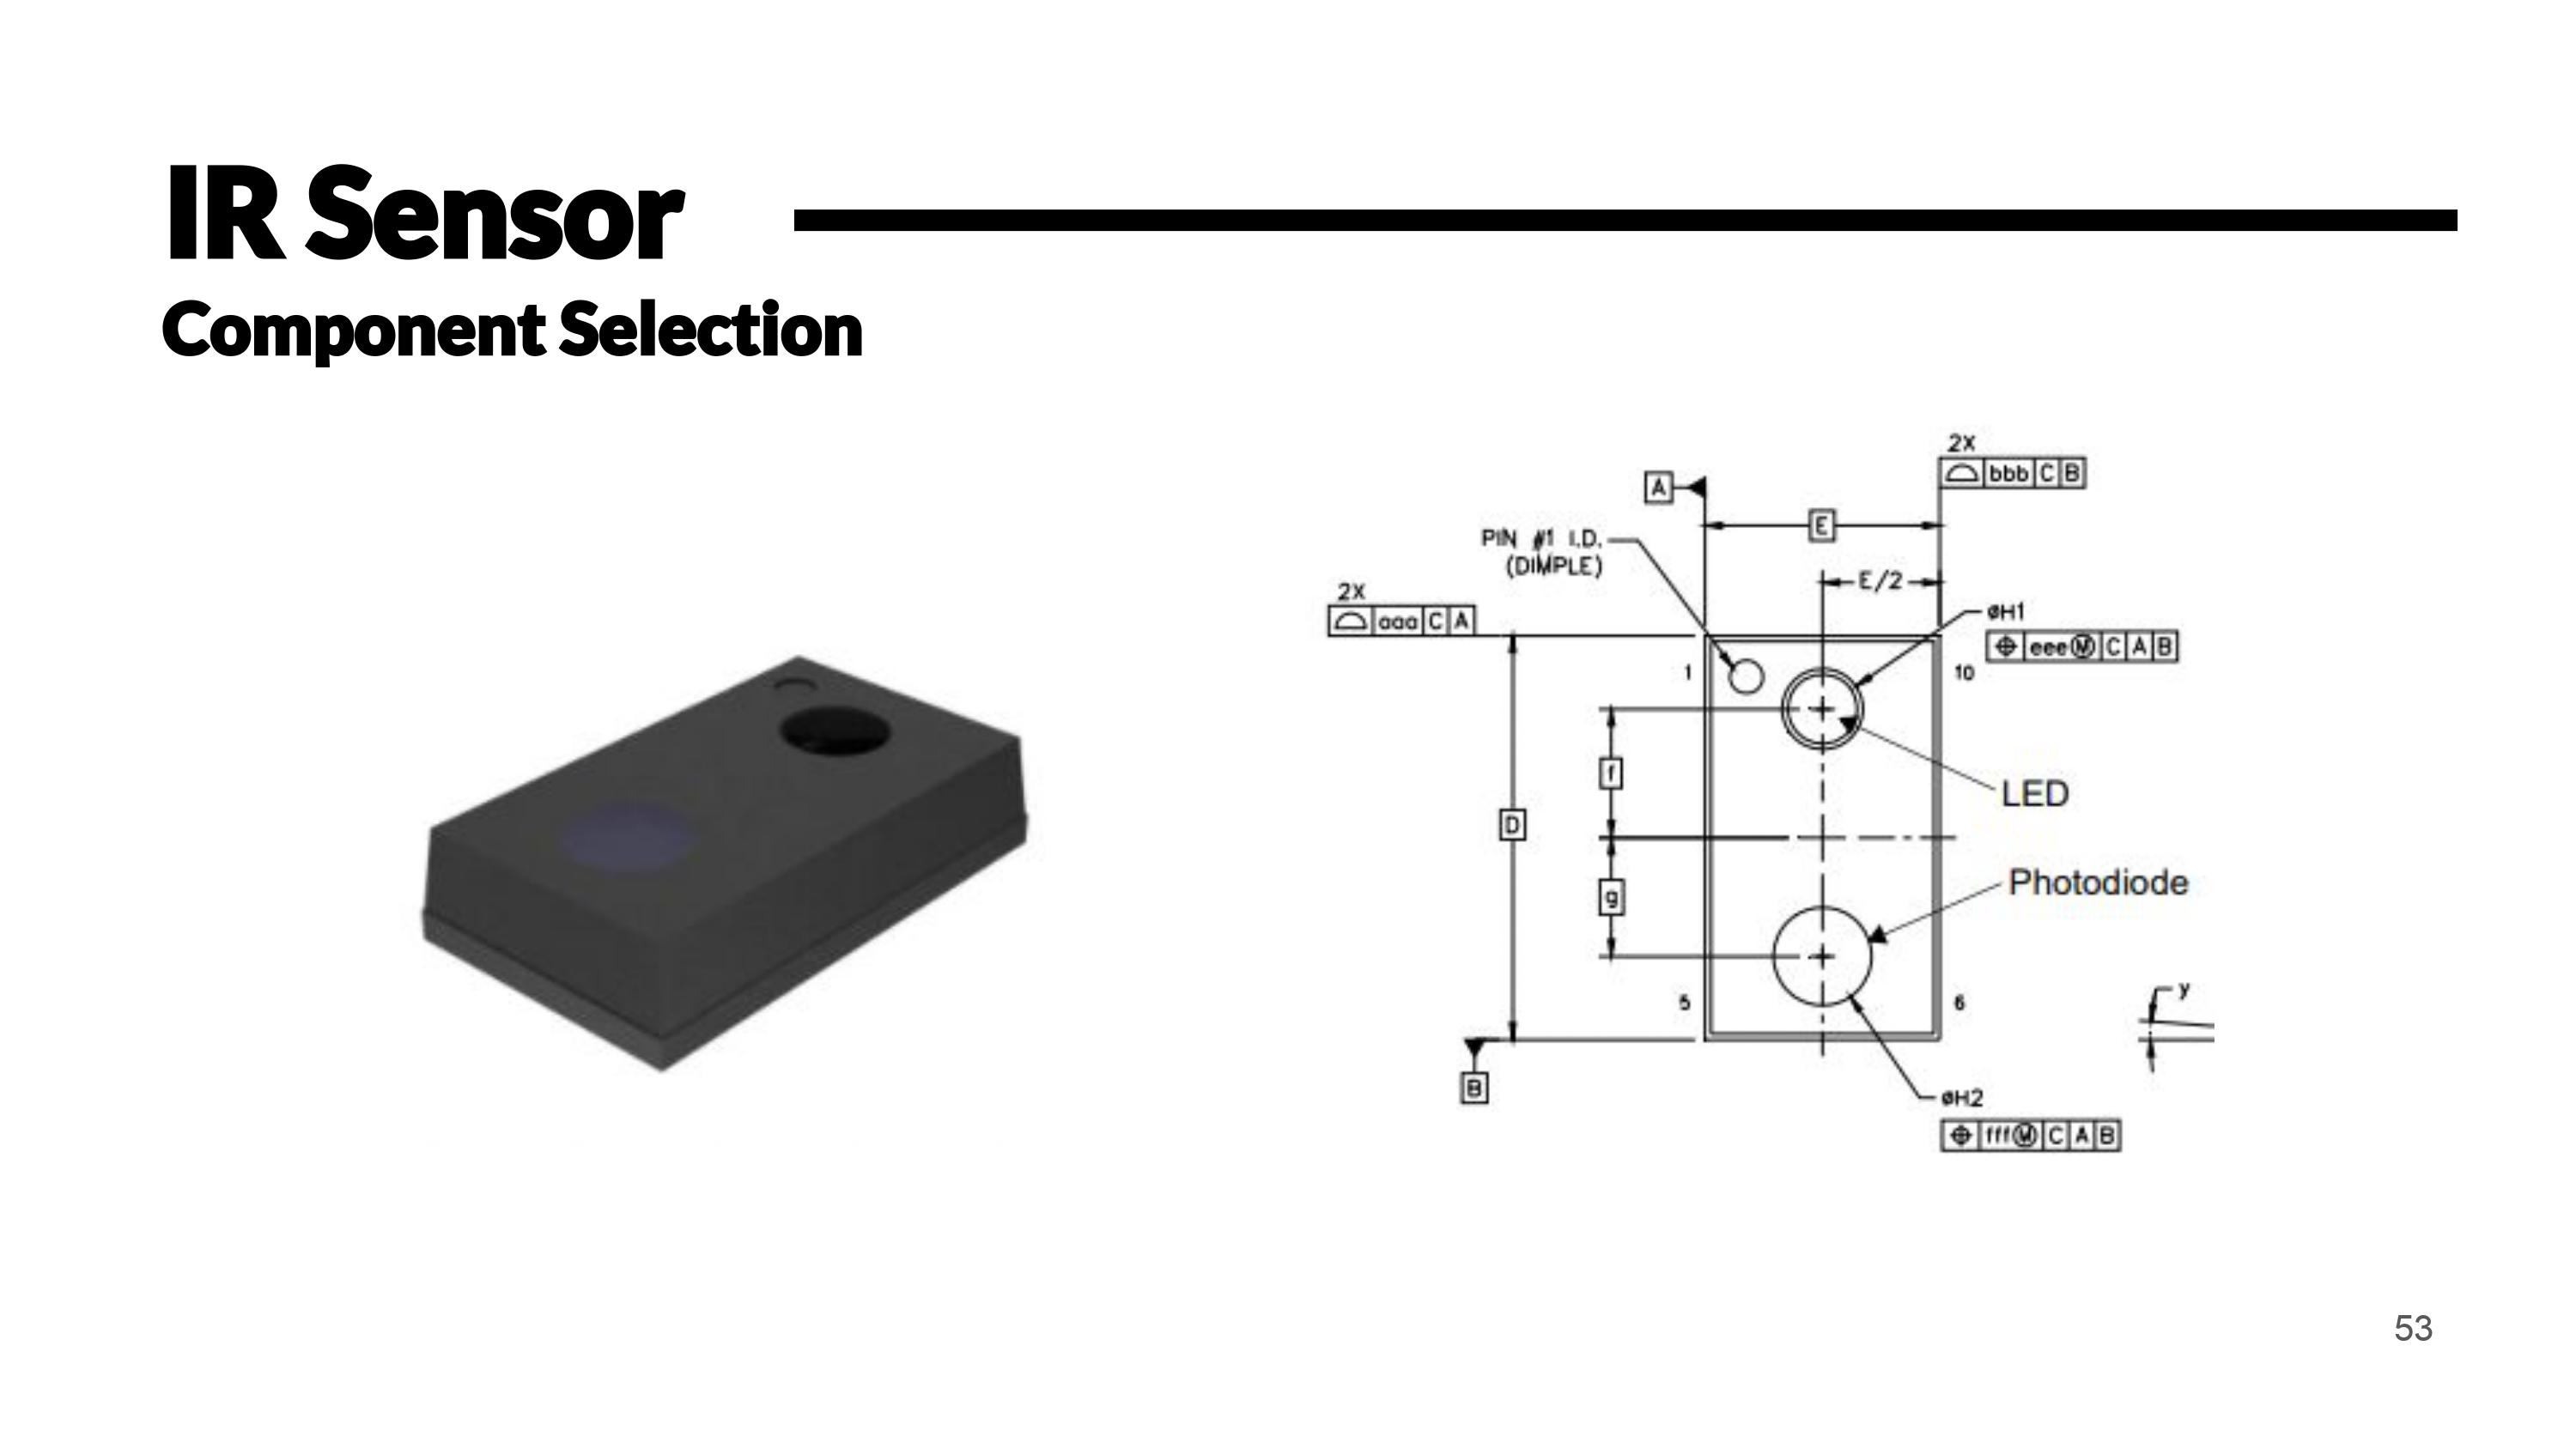 IR Sensor
Component Selection
2X
bbb C B
A
E
PIN #1 I.D.
(DIMPLE)
E/2
2X
aaa C A
øH1
eee Ⓜ C A B
1
10
f
LED
D
Photodiode
g
5
6
y
B
øH2
fff Ⓜ C A B
53